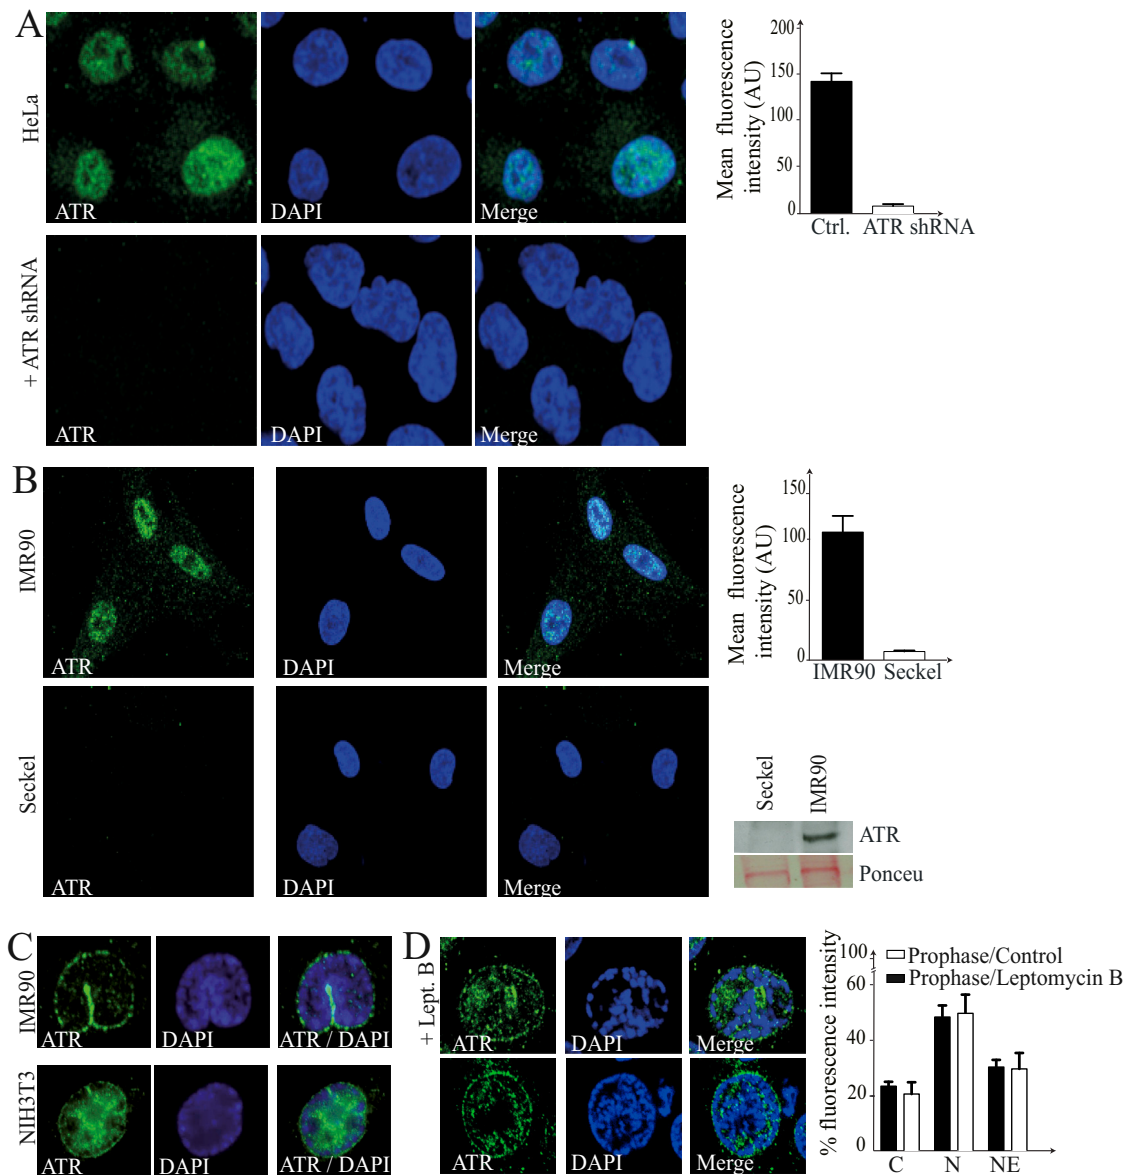 A
HeLa
ATR
DAPI
Merge
Mean fluorescence
intensity (AU)
200
150
100
50
0
Ctrl.
ATR shRNA
+ ATR shRNA
ATR
DAPI
Merge
B
IMR90
ATR
DAPI
Merge
Mean fluorescence
intensity (AU)
150
100
50
0
IMR90
Seckel
Seckel
ATR
DAPI
Merge
Seckel
IMR90
ATR
Ponceu
C
IMR90
ATR
DAPI
ATR / DAPI
NIH3T3
ATR
DAPI
ATR / DAPI
D
+ Lept. B
ATR
DAPI
Merge
ATR
DAPI
Merge
% fluorescence intensity
100
60
40
20
0
Prophase/Control
Prophase/Leptomycin B
C
N
NE